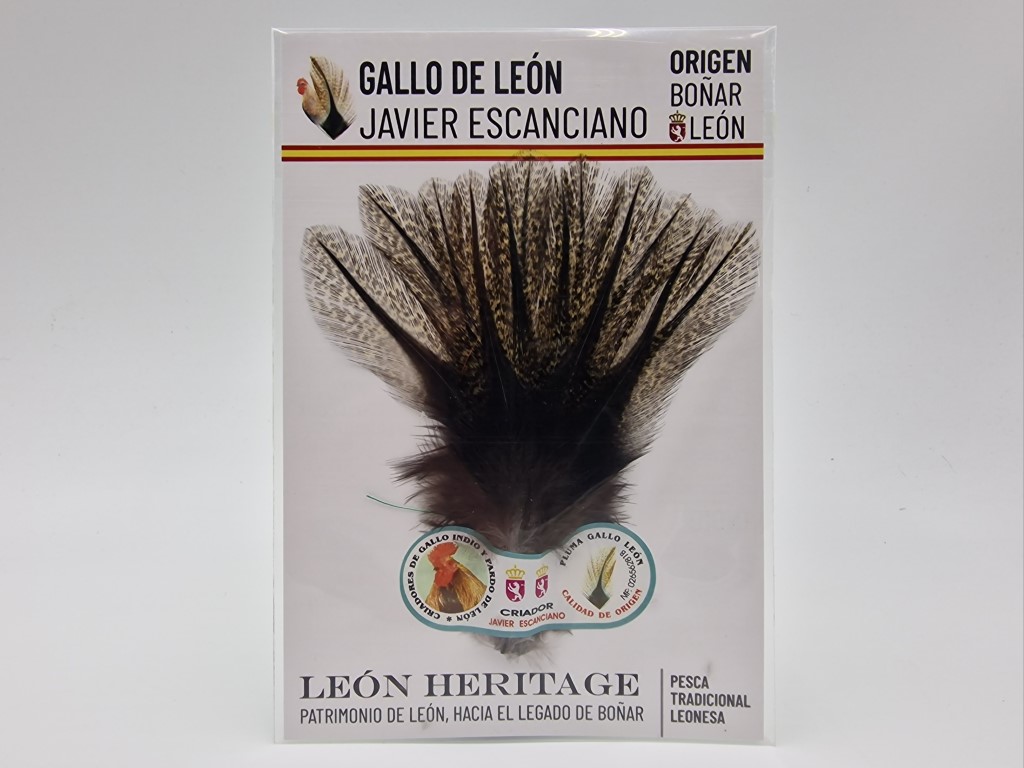 GALLO DE LEÓN
JAVIER ESCANCIANO
ORIGEN
BOÑAR
LEÓN
CRIADORES DE GALLO INDIO Y PARDO DE LEÓN *
CRIADOR
JAVIER ESCANCIANO
PLUMA GALLO LEÓN
CALIDAD DE ORIGEN
LEÓN HERITAGE
PATRIMONIO DE LEÓN, HACIA EL LEGADO DE BOÑAR
PESCA
TRADICIONAL
LEONESA